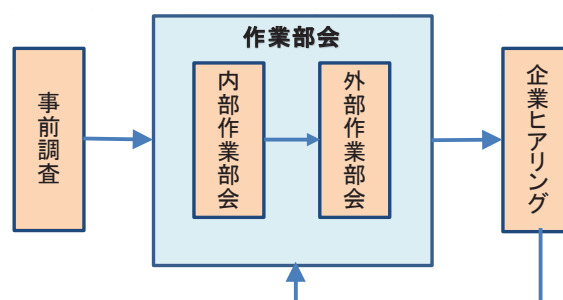 作業部会
事前調査
内部作業部会
外部作業部会
企業ヒアリング